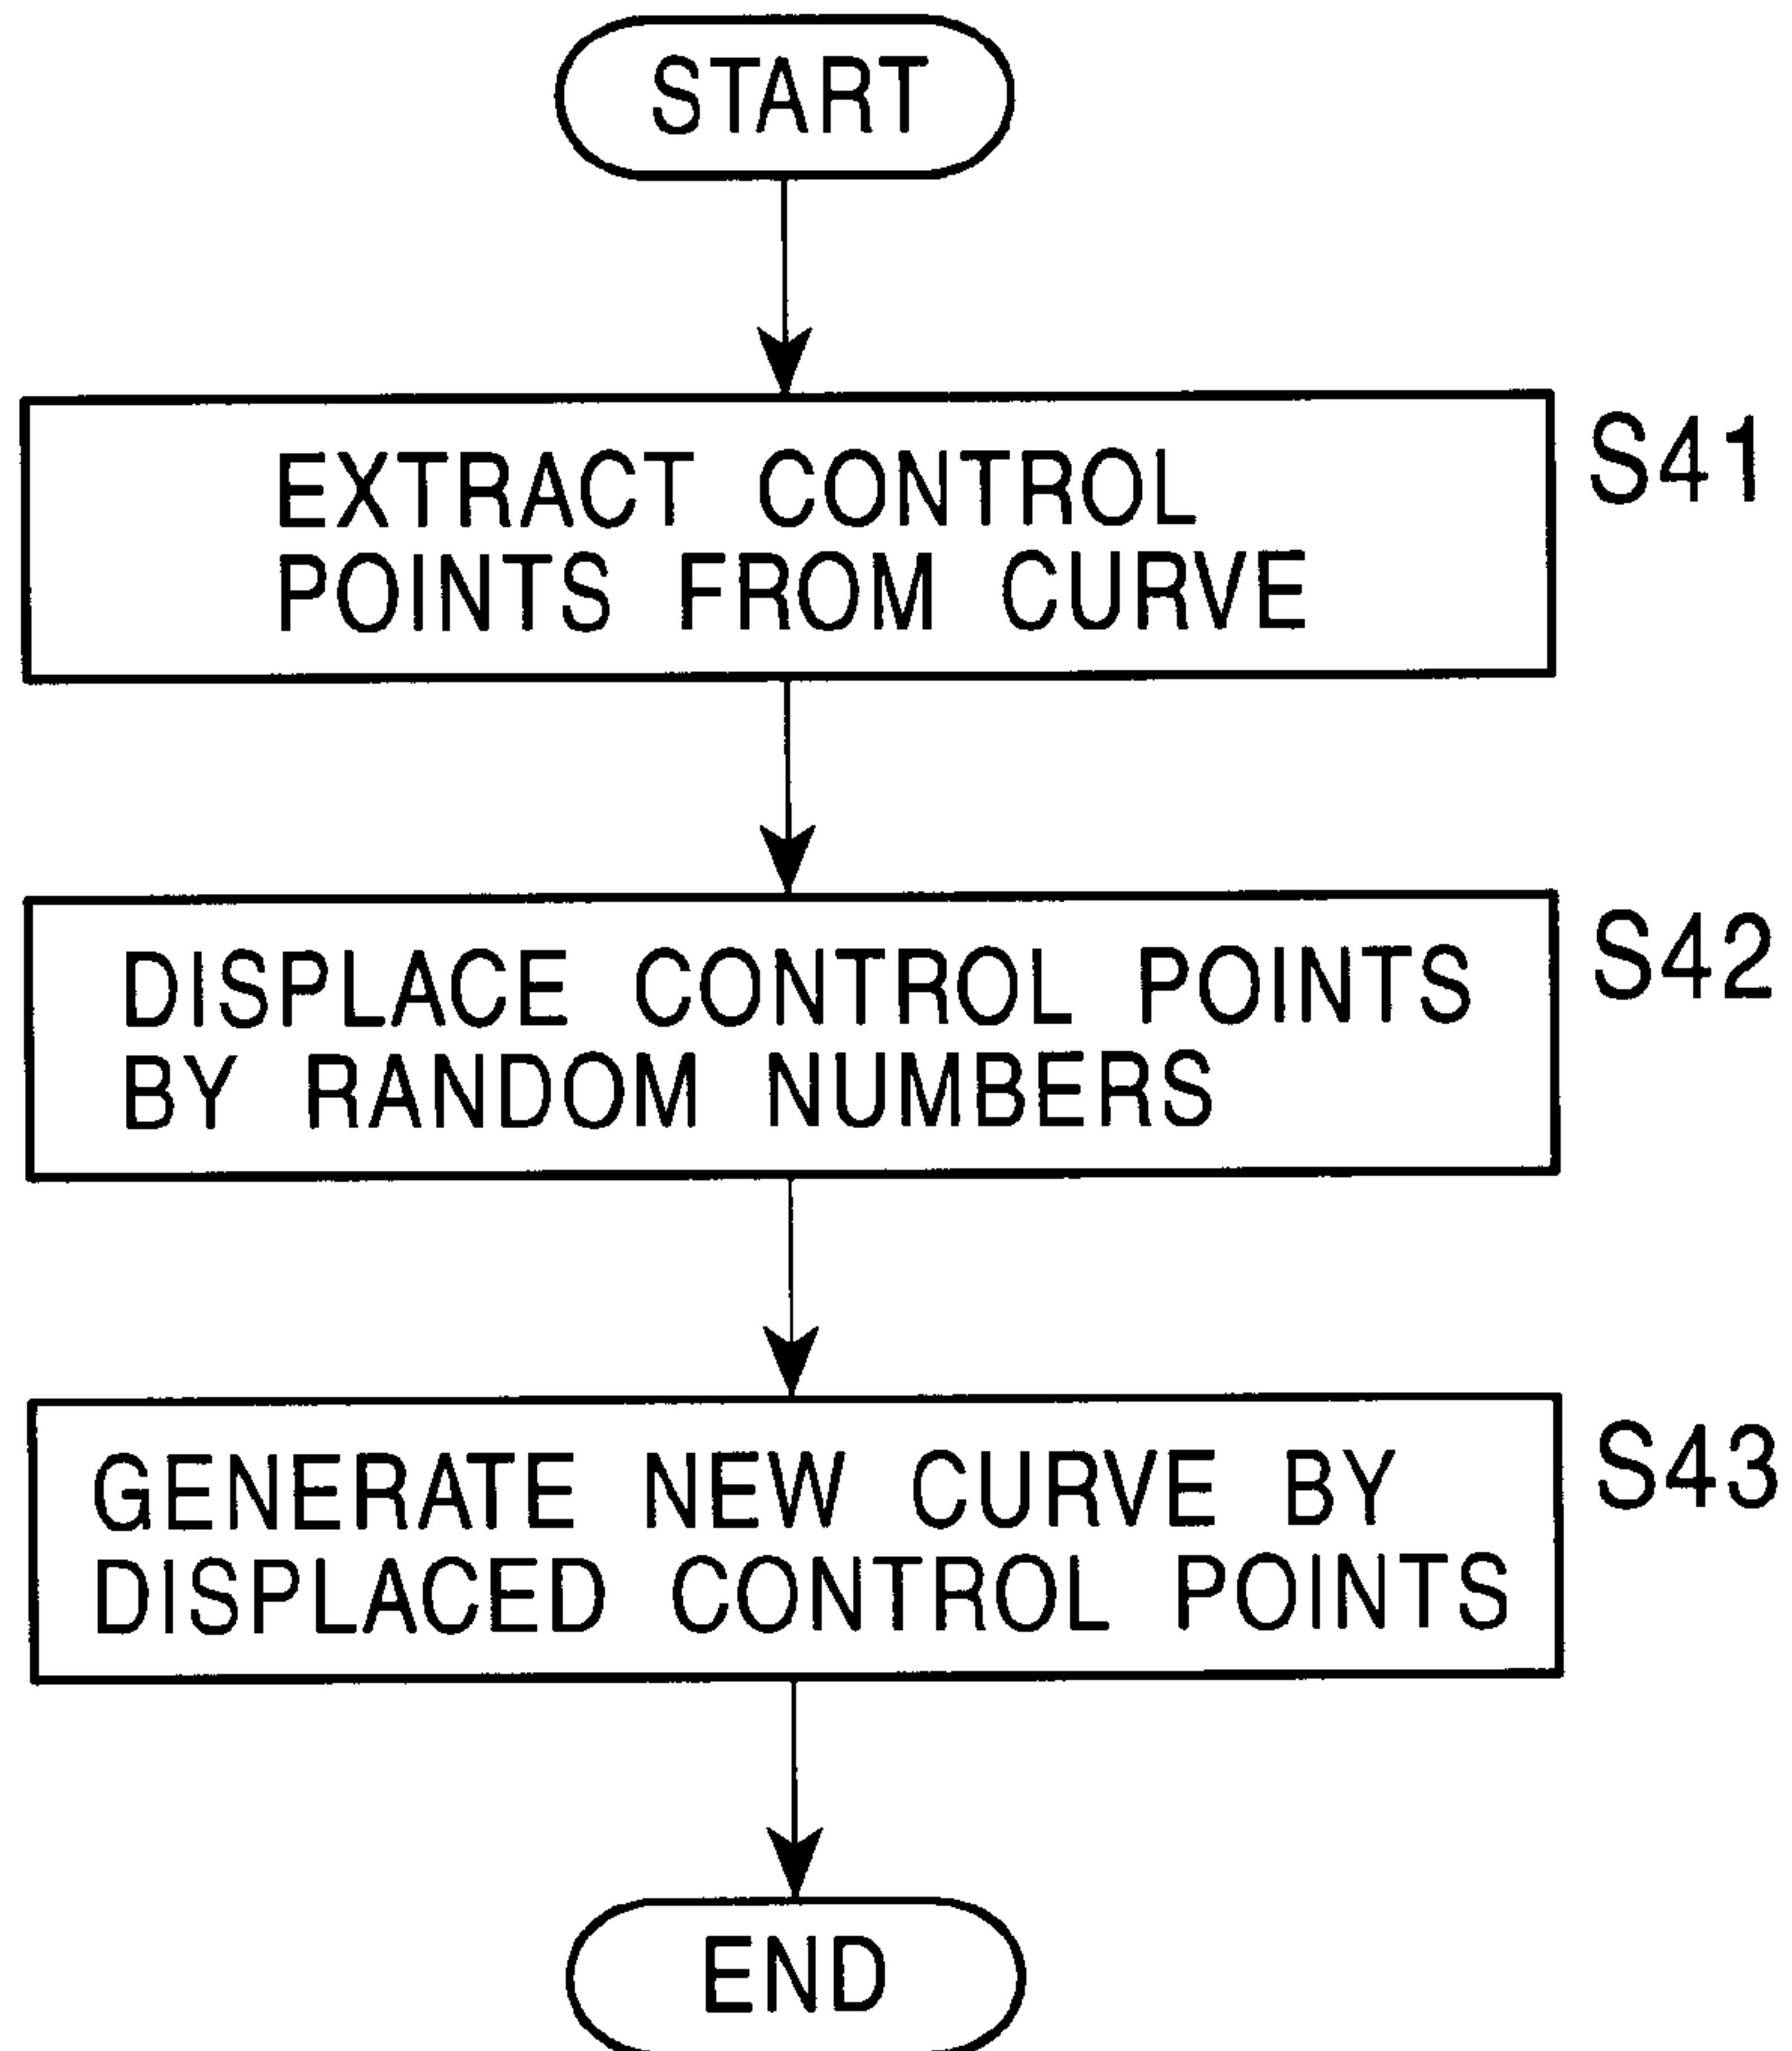 START
EXTRACT CONTROL
POINTS FROM CURVE
S41
DISPLACE CONTROL POINTS
BY RANDOM NUMBERS
S42
GENERATE NEW CURVE BY
DISPLACED CONTROL POINTS
S43
END